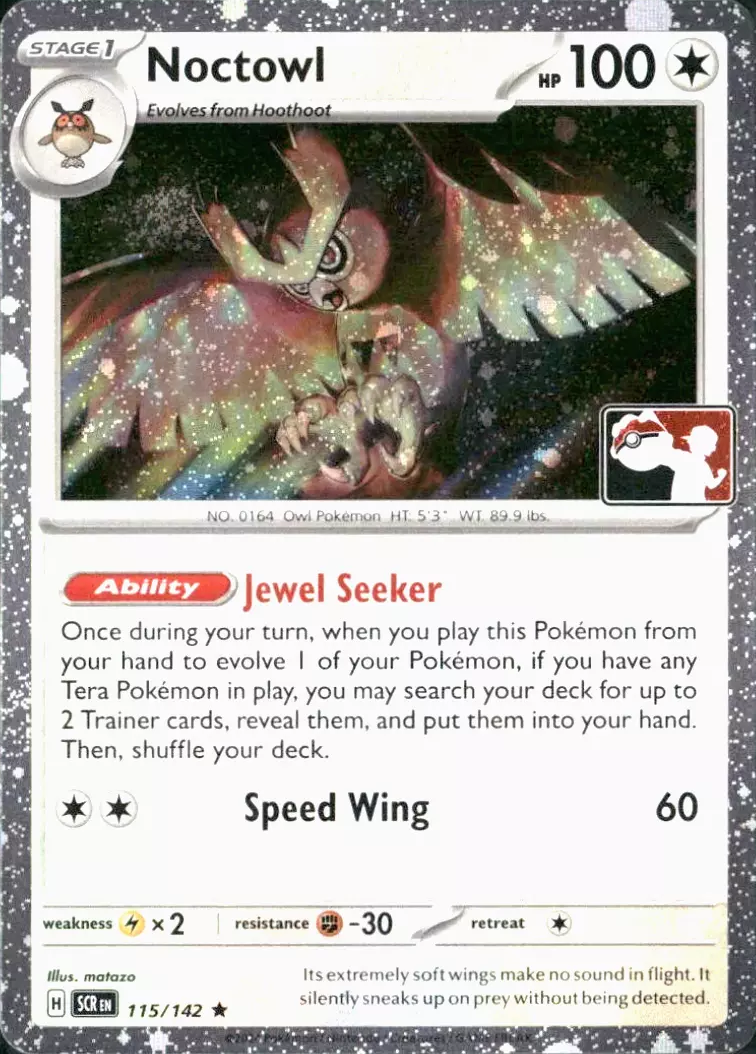 STAGE 1
Noctowl
HP 100
Evolves from Hoothoot
NO. 0164 Owl Pokémon HT: 5'3" WT: 89.9 lbs.
Ability Jewel Seeker
Once during your turn, when you play this Pokémon from
your hand to evolve 1 of your Pokémon, if you have any
Tera Pokémon in play, you may search your deck for up to
2 Trainer cards, reveal them, and put them into your hand.
Then, shuffle your deck.
Speed Wing 60
weakness ×2 resistance -30 retreat
Illus. matazo
Its extremely soft wings make no sound in flight. It
silently sneaks up on prey without being detected.
H SCR EN 115/142 ★
Pokémon / Nintendo / Creatures / GAME FREAK